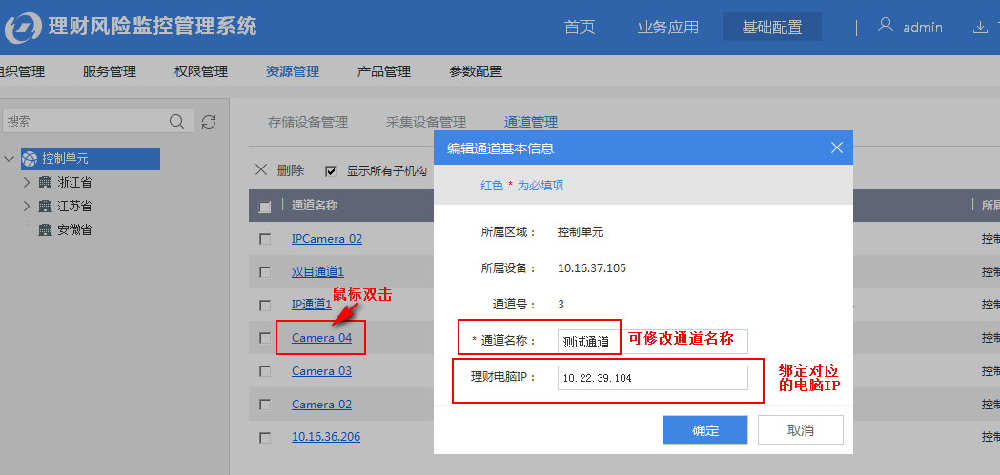 理财风险监控管理系统
首页 业务应用 基础配置 admin
组织管理 服务管理 权限管理 资源管理 产品管理 参数配置
搜索
控制单元
浙江省
江苏省
安徽省
存储设备管理 采集设备管理 通道管理
删除 显示所有子机构
通道名称
IPCamera 02
双目通道1
IP通道1
Camera 04
Camera 03
Camera 02
10.16.36.206
鼠标双击
编辑通道基本信息
红色 * 为必填项
所属区域： 控制单元
所属设备： 10.16.37.105
通道号： 3
* 通道名称： 测试通道
可修改通道名称
理财电脑IP： 10.22.39.104
绑定对应
的电脑IP
确定 取消
所属
控制
控制
控制
控制
控制
控制
控制